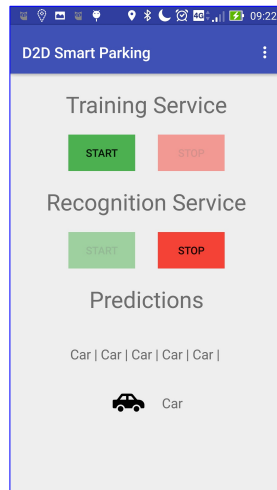 4G 09:22
D2D Smart Parking
Training Service
START STOP
Recognition Service
START STOP
Predictions
Car | Car | Car | Car | Car |
Car